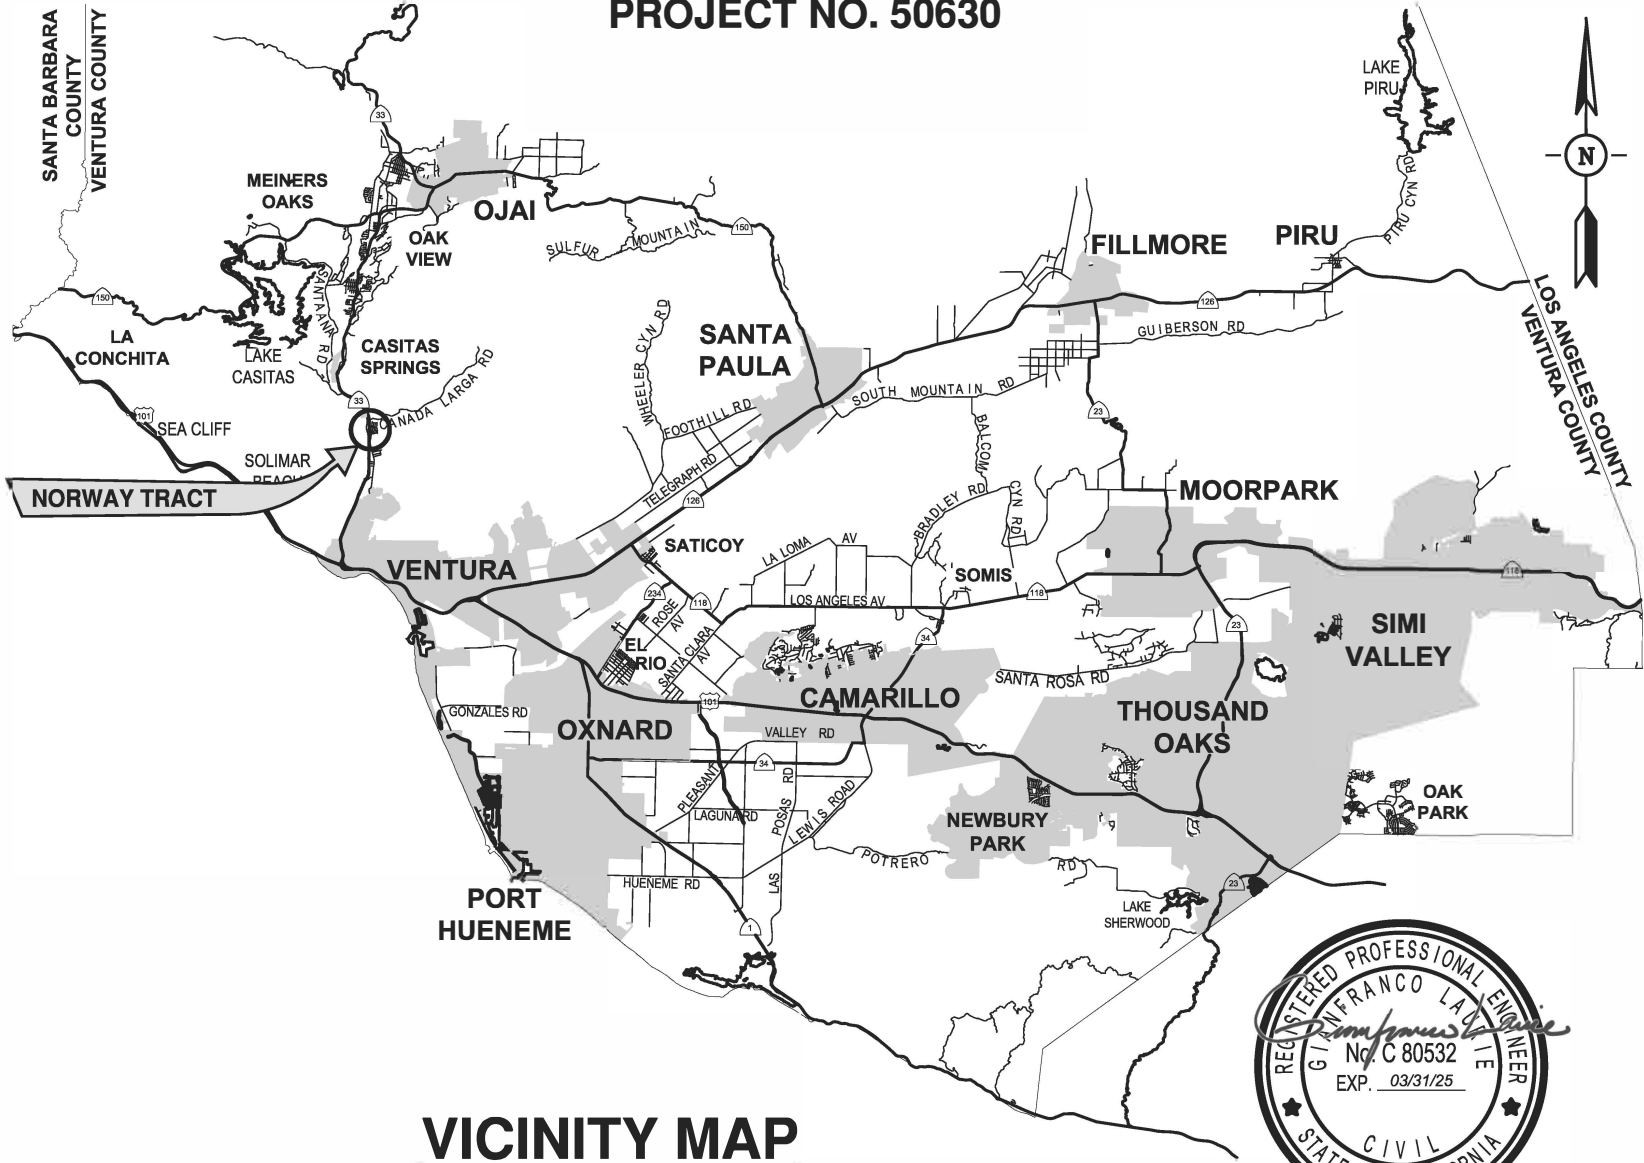 PROJECT NO. 50630
SANTA BARBARA
COUNTY
VENTURA COUNTY
LAKE
PIRU
N
33
MEINERS
OAKS
OJAI
PIRU CYN RD
OAK
VIEW
SULFUR MOUNTAIN
150
FILLMORE
PIRU
SANTA ANA RD
150
126
LOS ANGELES COUNTY
VENTURA COUNTY
GUIBERSON RD
LA
CONCHITA
LAKE
CASITAS
CASITAS
SPRINGS
WHEELER CYN RD
SANTA
PAULA
33
CANADA LARGA RD
SOUTH MOUNTAIN RD
FOOTHILL RD
BALCOM
CYN RD
23
101
SEA CLIFF
SOLIMAR
NORWAY TRACT
TELEGRAPH RD
126
BRADLEY RD
MOORPARK
VENTURA
SATICOY
LA LOMA AV
SOMIS
118
234
118
LOS ANGELES AV
118
ROSE
AV
EL
RIO
SANTA CLARA
AV
34
23
SIMI
VALLEY
SANTA ROSA RD
101
CAMARILLO
GONZALES RD
OXNARD
VALLEY RD
THOUSAND
OAKS
34
PLEASANT
LAGUNA RD
LAS POSAS RD
LEWIS ROAD
NEWBURY
PARK
OAK
PARK
POTRERO RD
HUENEME RD
PORT
HUENEME
LAKE
SHERWOOD
23
1
REGISTERED PROFESSIONAL ENGINEER
GIANFRANCO LAURIE
Gianfranco Laurie
No. C 80532
EXP. 03/31/25
CIVIL
VICINITY MAP